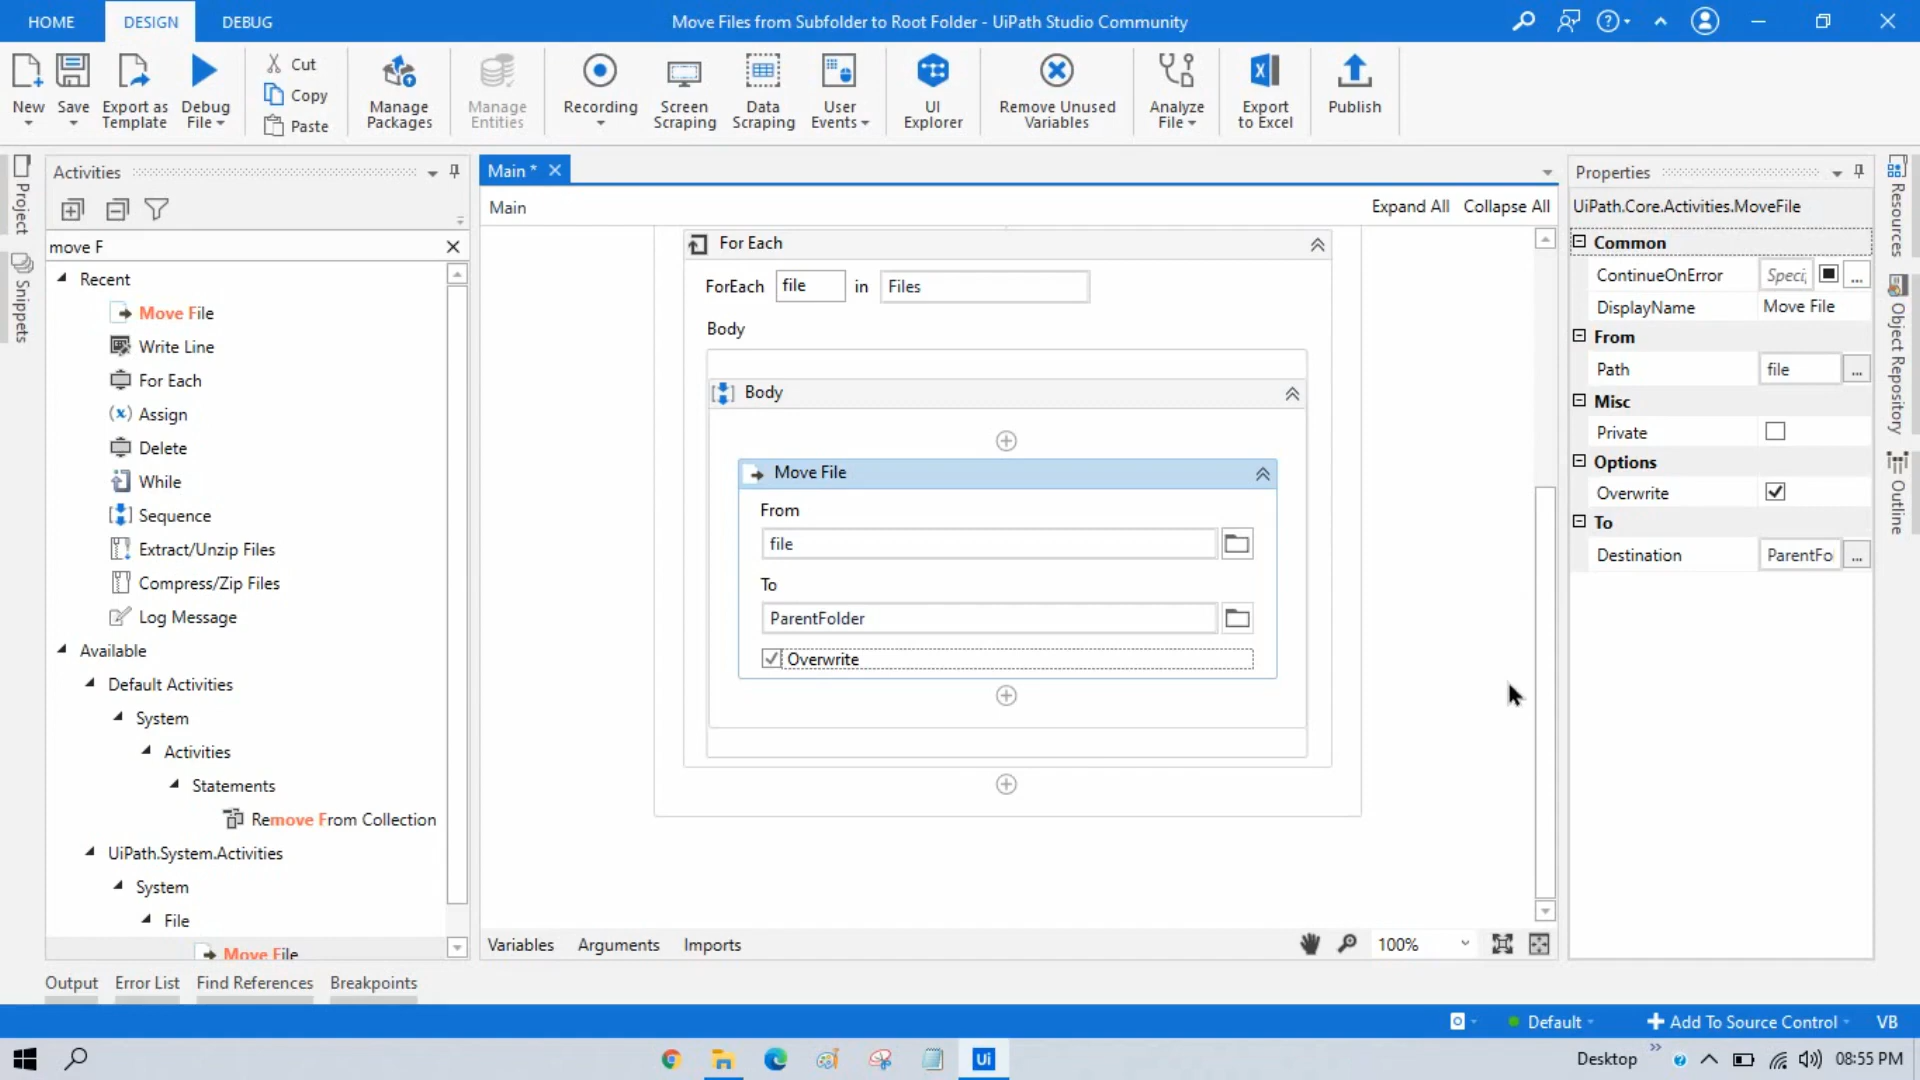 HOME DESIGN DEBUG Move Files from Subfolder to Root Folder - UiPath Studio Community
New
Save
Export as Template
Debug File
Cut
Copy
Paste
Manage Packages
Manage Entities
Recording
Screen Scraping
Data Scraping
User Events
UI Explorer
Remove Unused Variables
Analyze File
Export to Excel
Publish
Project
Snippets
Activities
move F
Recent
Move File
Write Line
For Each
Assign
Delete
While
Sequence
Extract/Unzip Files
Compress/Zip Files
Log Message
Available
Default Activities
System
Activities
Statements
Remove From Collection
UiPath.System.Activities
System
File
Move File
Main *
Main Expand All Collapse All
For Each
ForEach file in Files
Body
Body
Move File
From
file
To
ParentFolder
Overwrite
Variables Arguments Imports 100%
Properties
UiPath.Core.Activities.MoveFile
Common
ContinueOnError Speci ...
DisplayName Move File
From
Path file ...
Misc
Private
Options
Overwrite
To
Destination ParentFo ...
Resources
Object Repository
Outline
Output Error List Find References Breakpoints
Default Add To Source Control VB
Ui Desktop 08:55 PM